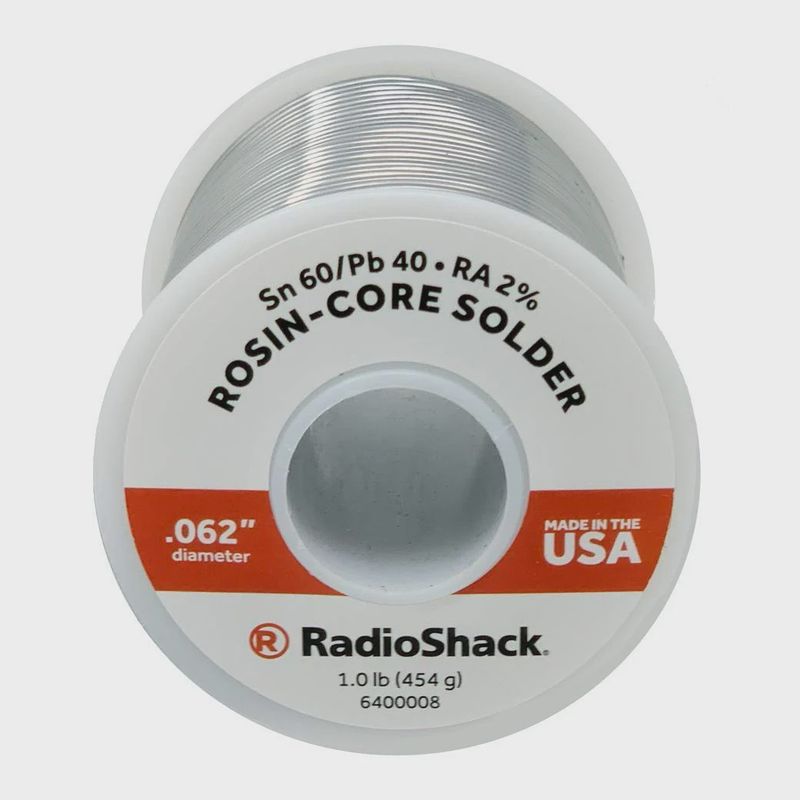 Sn 60/Pb 40 • RA 2%
ROSIN-CORE SOLDER
.062"
diameter
MADE IN THE
USA
R RadioShack.
1.0 lb (454 g)
6400008